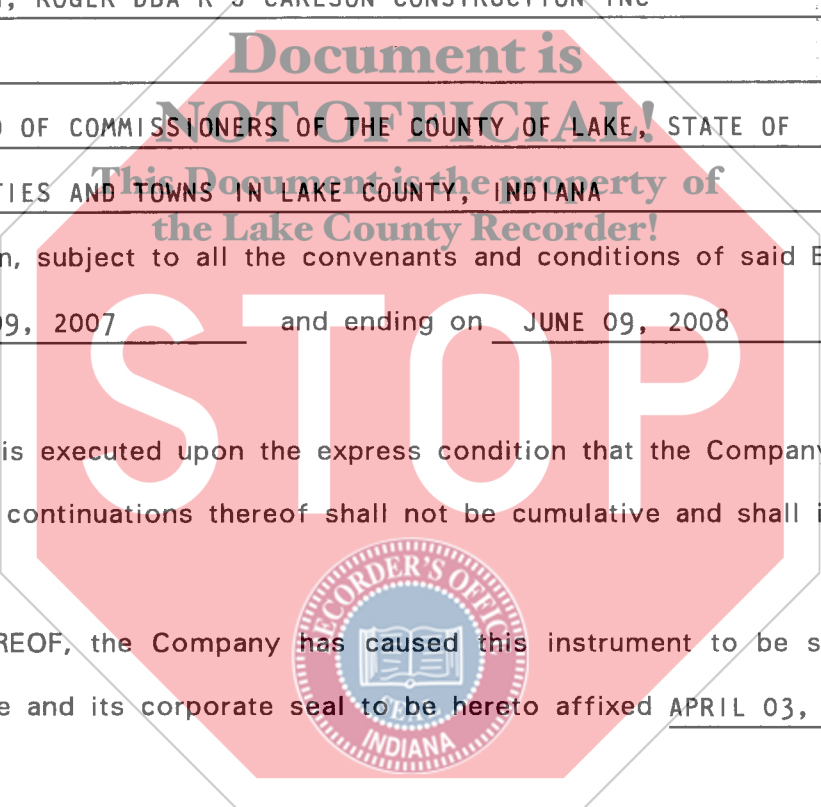 , ROGER DBA R J CARLSON CONSTRUCTION INC
Document is
NOT OFFICIAL!
OF COMMISSIONERS OF THE COUNTY OF LAKE, STATE OF
This Document is the property of
TIES AND TOWNS IN LAKE COUNTY, INDIANA
the Lake County Recorder!
n, subject to all the convenants and conditions of said B
09, 2007 and ending on JUNE 09, 2008
STOP
is executed upon the express condition that the Company
continuations thereof shall not be cumulative and shall i
RECORDER'S OFFIC
REOF, the Company has caused this instrument to be s
e and its corporate seal to be hereto affixed APRIL 03,
SEAL
INDIANA